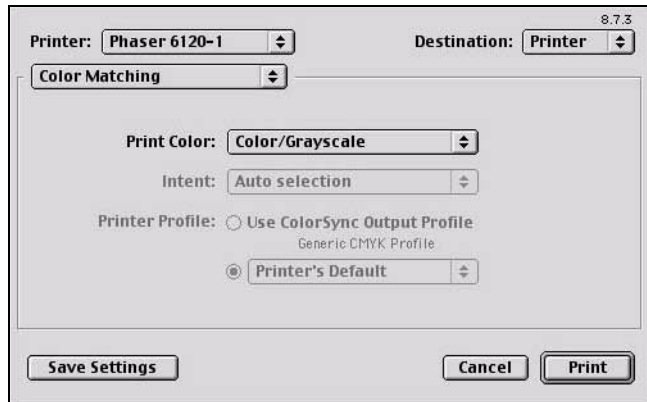 8.7.3
Printer: Phaser 6120-1 Destination: Printer
Color Matching
Print Color: Color/Grayscale
Intent: Auto selection
Printer Profile: Use ColorSync Output Profile
Generic CMYK Profile
Printer's Default
Save Settings Cancel Print